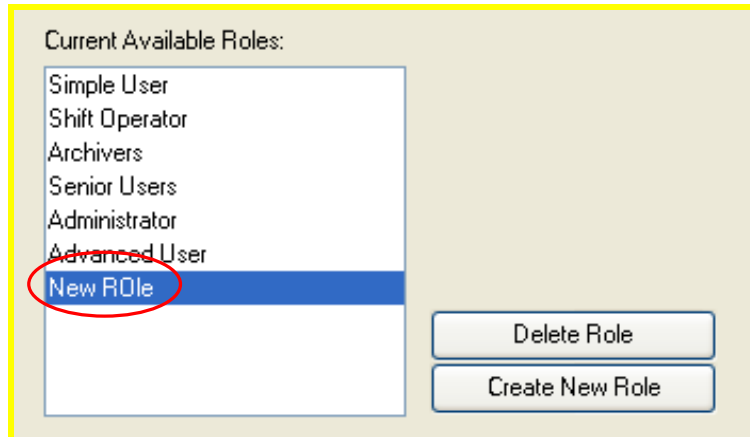 Current Available Roles:
Simple User
Shift Operator
Archivers
Senior Users
Administrator
Advanced User
New ROle
Delete Role
Create New Role